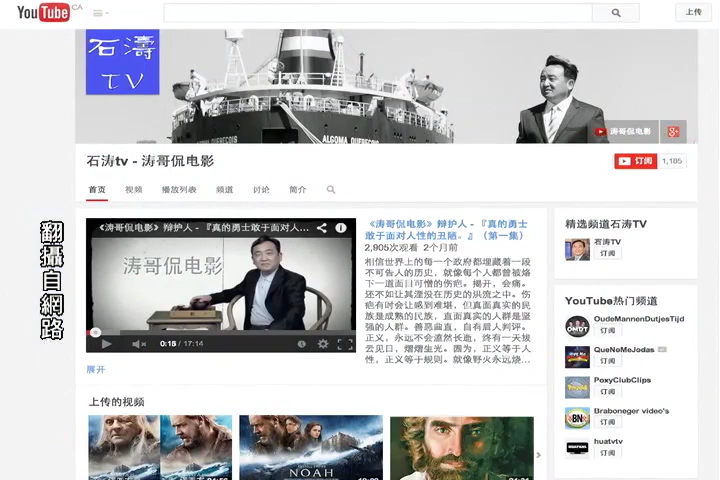 YouTube CA
上传
石濤
TV
ALGOMA QUEBECOIS
涛哥侃电影
石涛tv - 涛哥侃电影
订阅 1,105
首页 视频 播放列表 频道 讨论 简介
《涛哥侃电影》辩护人 - 『真的勇士敢于面对人...
涛哥侃电影
0:15 / 17:14
《涛哥侃电影》辩护人 - 『真的勇士
敢于面对人性的丑陋。』（第一集）
2,905次观看 2个月前
相信世界上的每一个政府都埋藏着一段
不可告人的历史，就像每个人都曾被烙
下一道面目可憎的伤疤。揭开，会痛。
还不如让其湮没在历史的洪流之中。伤
疤有时会让感到难堪，但真面真实的民
族是成熟的民族，直面真实的人群是坚
强的人群。善恶曲直，自有后人判评。
正义，永远不会遽然长逝，终有一天拔
云见日，熠熠生光。因为，正义等于人
性，正义等于规则。就像野火永远烧...
展开
上传的视频
NOAH
精选频道石涛TV
石涛TV
订阅
YouTube热门频道
OudeMannenDutjesTijd
OMDT
订阅
QueNeMeJodas
订阅
PoxyClubClips
订阅
Braboneger video's
BN
订阅
huatvtv
订阅
翻攝自網路